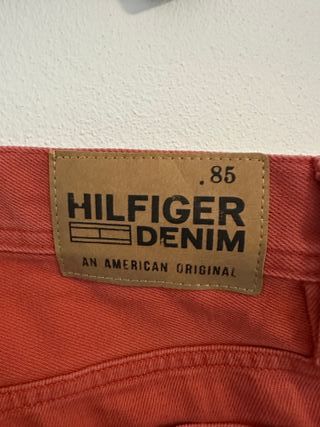 .85
HILFIGER
DENIM
AN AMERICAN ORIGINAL